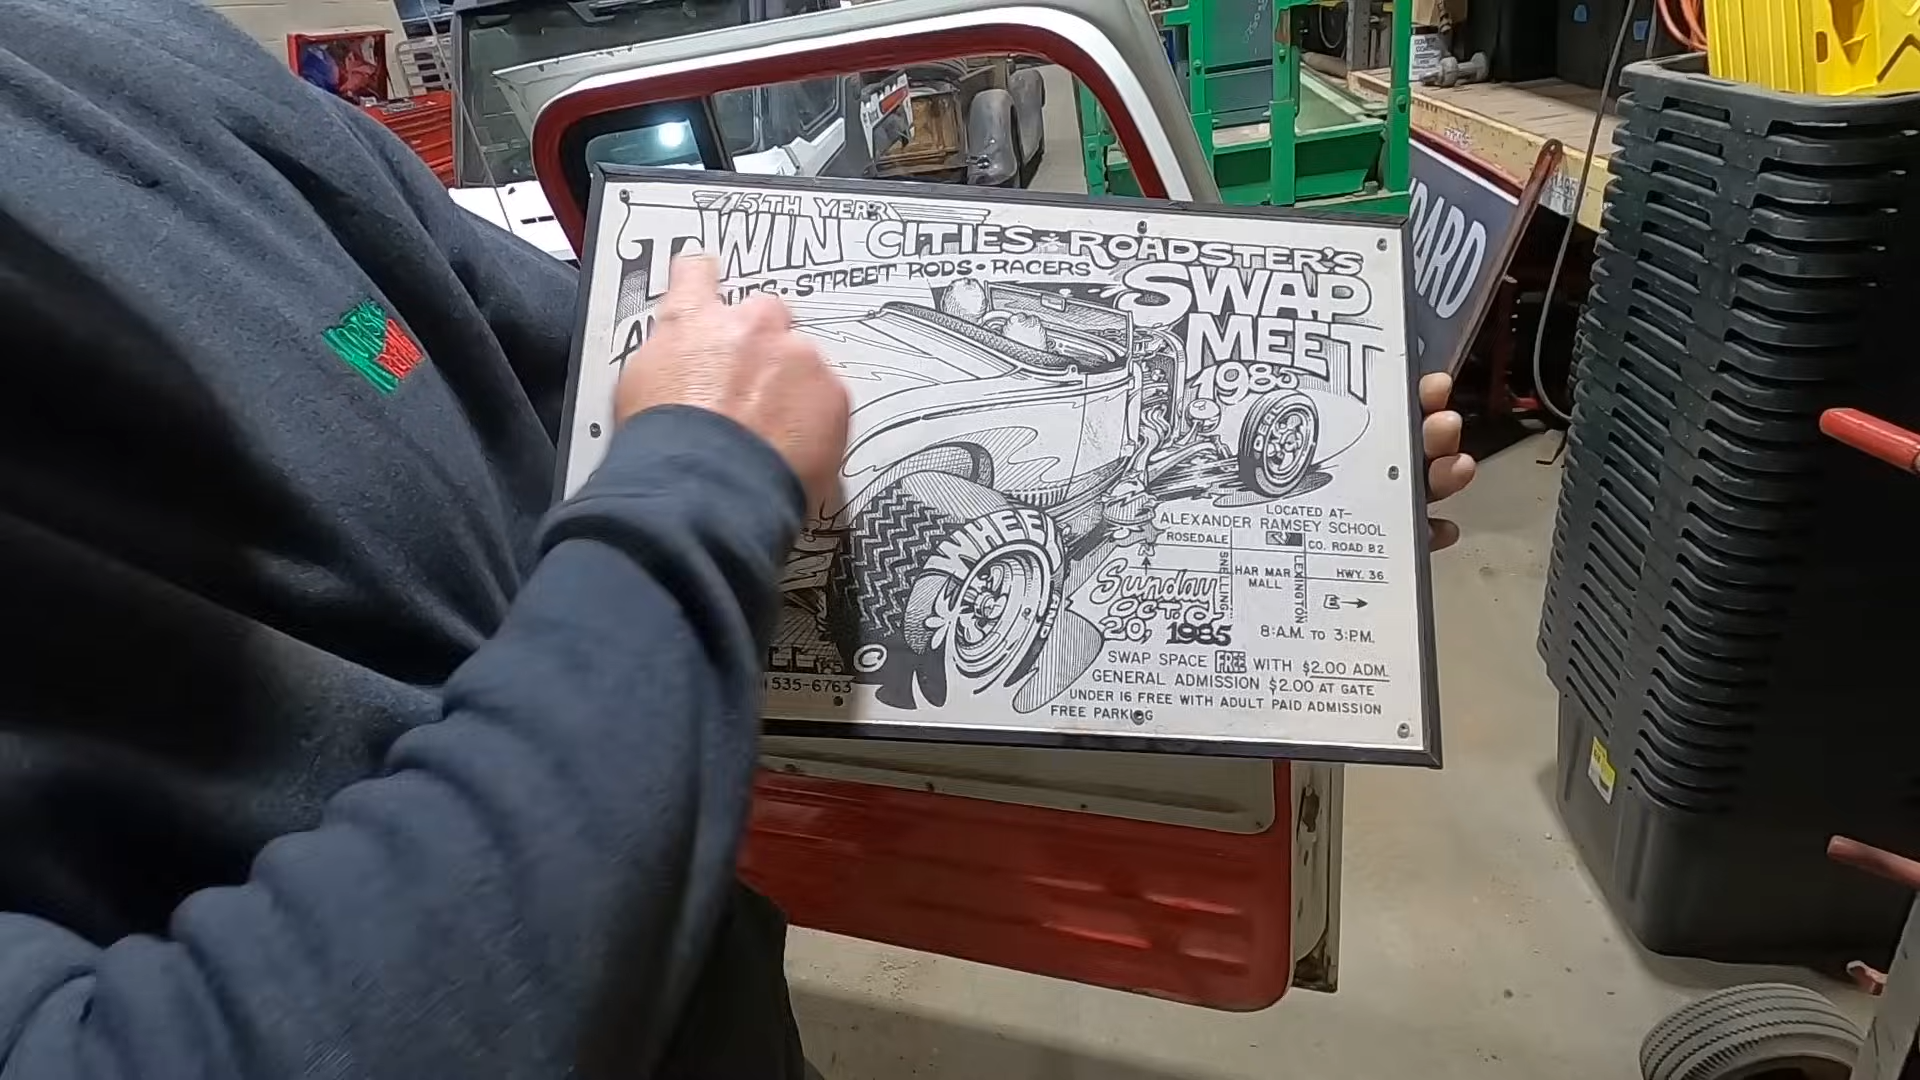 15TH YEAR
TWIN CITIES ROADSTER'S
STREET RODS • RACERS
SWAP
MEET
1985
WHEEL
LOCATED AT-
ALEXANDER RAMSEY SCHOOL
ROSEDALE
CO. ROAD B2
SNELLING
HAR MAR
MALL
LEXINGTON
HWY. 36
E
Sunday
OCT.
20, 1985
8:A.M. TO 3:P.M.
SWAP SPACE FREE WITH $2.00 ADM.
GENERAL ADMISSION $2.00 AT GATE
UNDER 16 FREE WITH ADULT PAID ADMISSION
FREE PARKING
535-6763